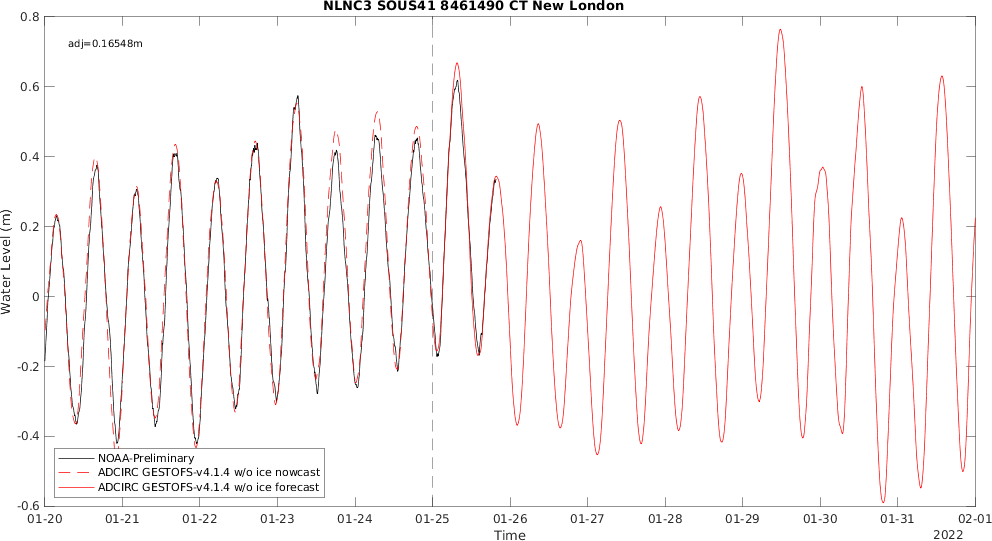 NLNC3 SOUS41 8461490 CT New London
adj=0.16548m
0.8
0.6
0.4
0.2
0
-0.2
-0.4
-0.6
Water Level (m)
NOAA-Preliminary
ADCIRC GESTOFS-v4.1.4 w/o ice nowcast
ADCIRC GESTOFS-v4.1.4 w/o ice forecast
01-20 01-21 01-22 01-23 01-24 01-25 01-26 01-27 01-28 01-29 01-30 01-31 02-01
Time
2022